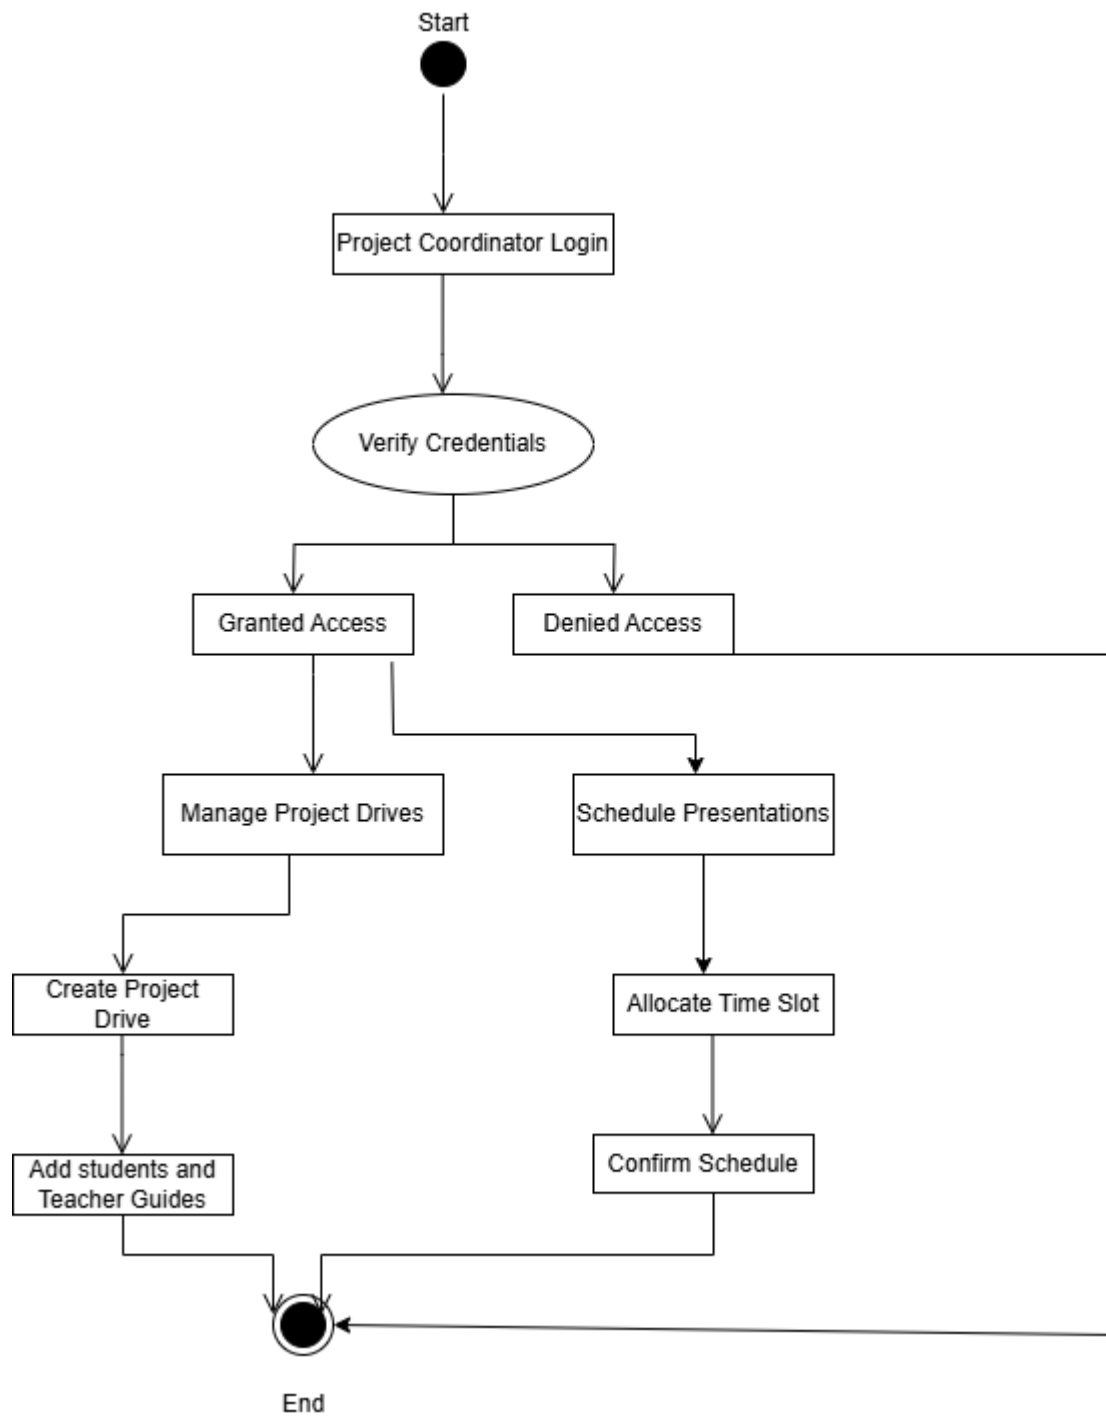 Start
Project Coordinator Login
Verify Credentials
Granted Access
Denied Access
Manage Project Drives
Schedule Presentations
Create Project
Drive
Allocate Time Slot
Add students and
Teacher Guides
Confirm Schedule
End